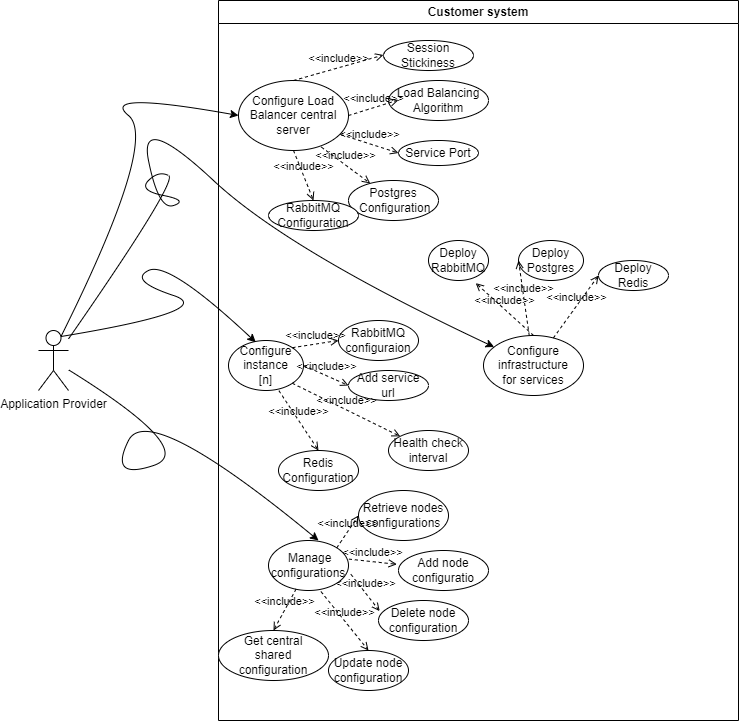 Customer system
<<include>>
Session
Stickiness
Configure Load
Balancer central
server
<<include>>
Load Balancing
Algorithm
<<include>>
Service Port
<<include>>
<<include>>
RabbitMQ
Configuration
Postgres
Configuration
Deploy
RabbitMQ
Deploy
Postgres
Deploy
Redis
<<include>>
<<include>>
<<include>>
Configure
infrastructure
for services
Configure
instance
[n]
<<include>>
RabbitMQ
configuraion
<<include>>
Add service
url
<<include>>
<<include>>
Health check
interval
Redis
Configuration
Application Provider
Retrieve nodes
configurations
<<include>>
Manage
configurations
<<include>>
Add node
configuratio
<<include>>
Delete node
configuration
<<include>>
<<include>>
Get central
shared
configuration
Update node
configuration